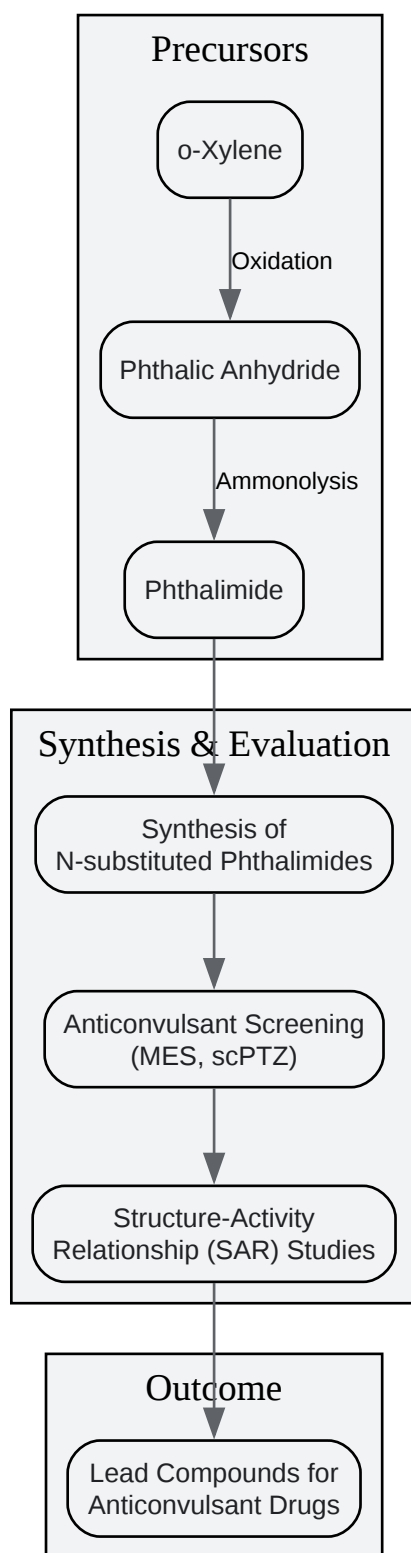 Precursors
o-Xylene
Oxidation
Phthalic Anhydride
Ammonolysis
Phthalimide
Synthesis & Evaluation
Synthesis of
N-substituted Phthalimides
Anticonvulsant Screening
(MES, scPTZ)
Structure-Activity
Relationship (SAR) Studies
Outcome
Lead Compounds for
Anticonvulsant Drugs